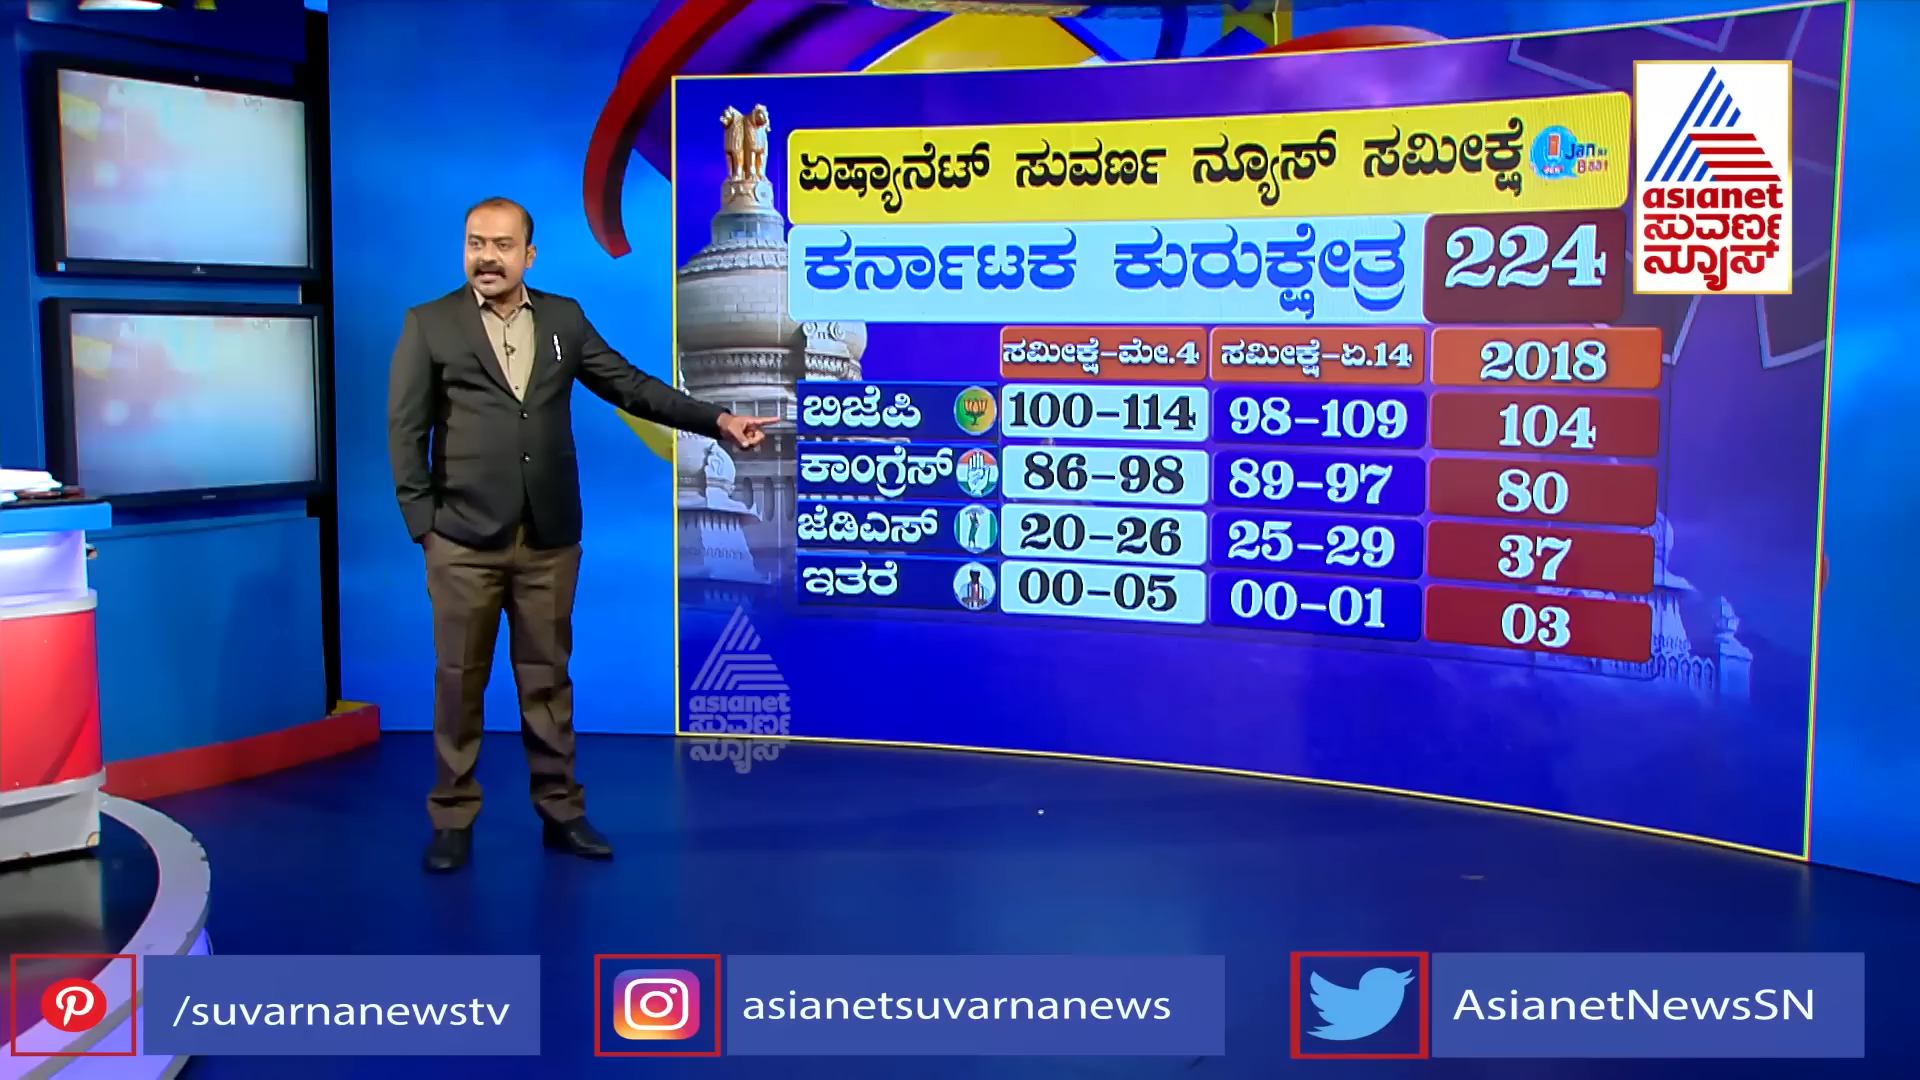 ಏಷ್ಯಾನೆಟ್ ಸುವರ್ಣ ನ್ಯೂಸ್ ಸಮೀಕ್ಷೆ
Jan
ಕರ್ನಾಟಕ ಕುರುಕ್ಷೇತ್ರ 224
asianet
ಸುವರ್ಣ
ನ್ಯೂಸ್
ಸಮೀಕ್ಷೆ-ಮೇ.4 ಸಮೀಕ್ಷೆ-ಏ.14 2018
ಬಿಜೆಪಿ 100-114 98-109 104
ಕಾಂಗ್ರೆಸ್ 86-98 89-97 80
ಜೆಡಿಎಸ್ 20-26 25-29 37
ಇತರೆ 00-05 00-01 03
asianet
ಸುವರ್ಣ
ನ್ಯೂಸ್
/suvarnanewstv
asianetsuvarnanews
AsianetNewsSN